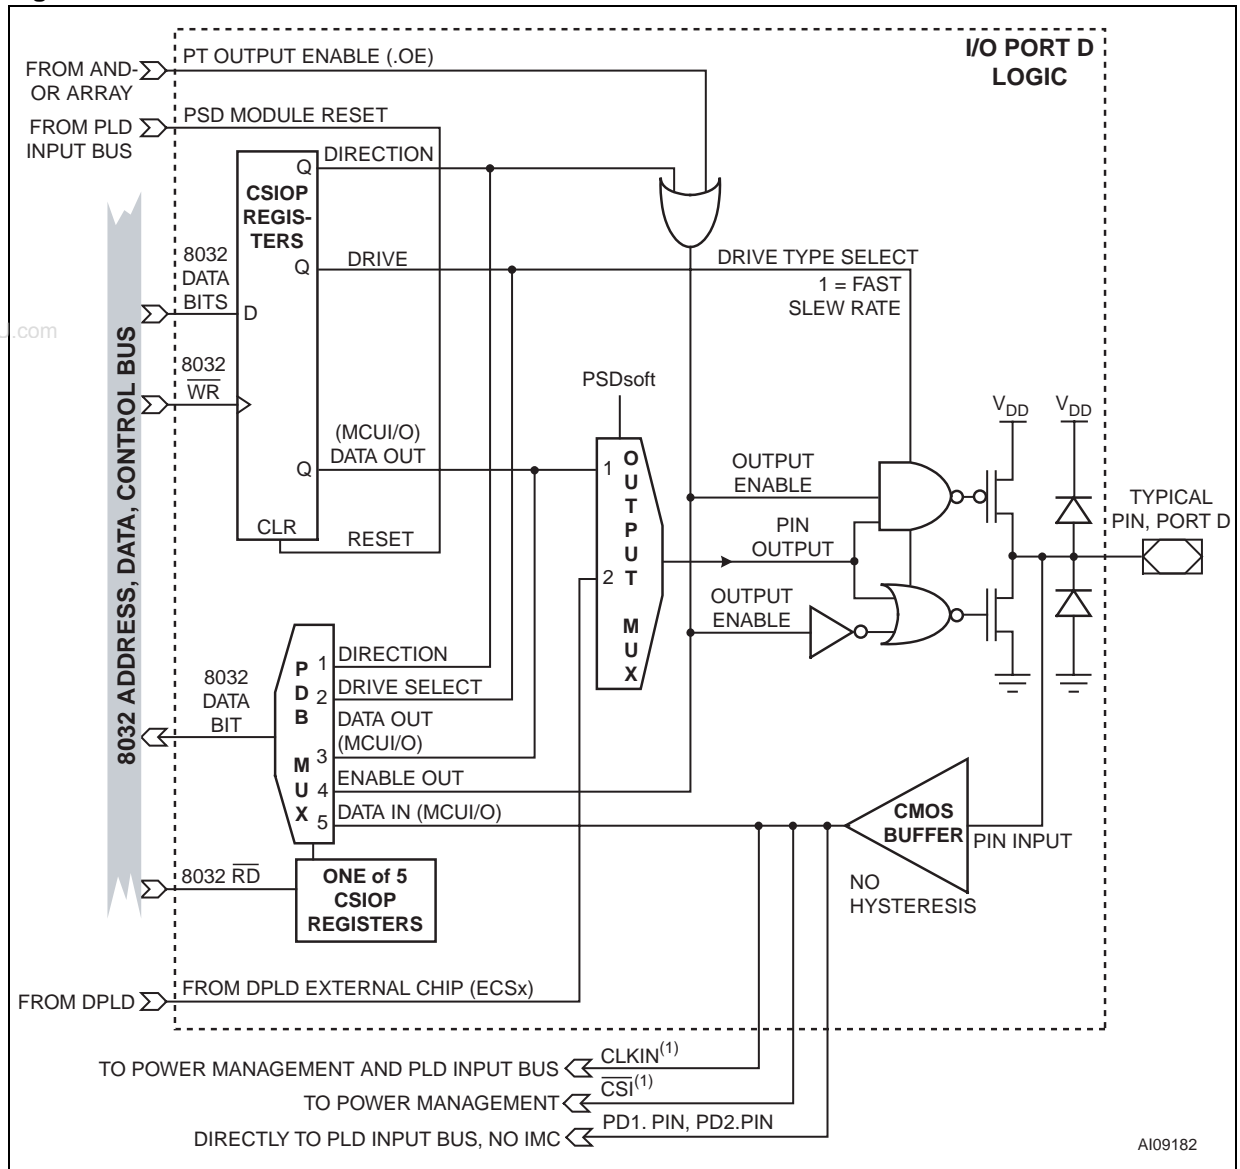 PT OUTPUT ENABLE (.OE)
I/O PORT D
LOGIC
FROM AND-
OR ARRAY
PSD MODULE RESET
FROM PLD
INPUT BUS
Q
DIRECTION
CSIOP
REGIS-
TERS
8032
DATA
BITS
D
Q
DRIVE
DRIVE TYPE SELECT
1 = FAST
SLEW RATE
J.com
8032
WR
PSDsoft
(MCUI/O)
DATA OUT
Q
CLR
RESET
8032 ADDRESS, DATA, CONTROL BUS
1
2
OUTPUT MUX
OUTPUT
ENABLE
PIN
OUTPUT
OUTPUT
ENABLE
VDD
VDD
TYPICAL
PIN, PORT D
8032
DATA
BIT
PDB MUX
1
DIRECTION
2
DRIVE SELECT
DATA OUT
(MCUI/O)
3
4
ENABLE OUT
5
DATA IN (MCUI/O)
CMOS
BUFFER
PIN INPUT
NO
HYSTERESIS
8032 RD
ONE of 5
CSIOP
REGISTERS
FROM DPLD
FROM DPLD EXTERNAL CHIP (ECSx)
TO POWER MANAGEMENT AND PLD INPUT BUS
CLKIN(1)
TO POWER MANAGEMENT
CSI(1)
DIRECTLY TO PLD INPUT BUS, NO IMC
PD1. PIN, PD2.PIN
AI09182